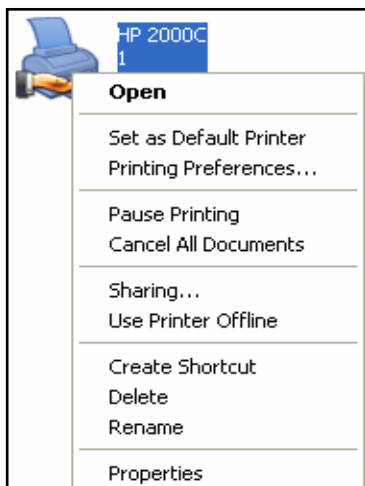 HP 2000C
1
Open
Set as Default Printer
Printing Preferences...
Pause Printing
Cancel All Documents
Sharing...
Use Printer Offline
Create Shortcut
Delete
Rename
Properties